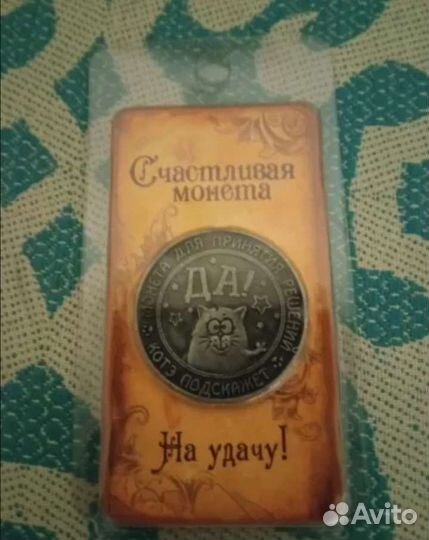 Счастливая
монета
МОНЕТА ДЛЯ ПРИНЯТИЯ РЕШЕНИЙ
ДА!
КОТЭ ПОДСКАЖЕТ
На удачу!
Avito